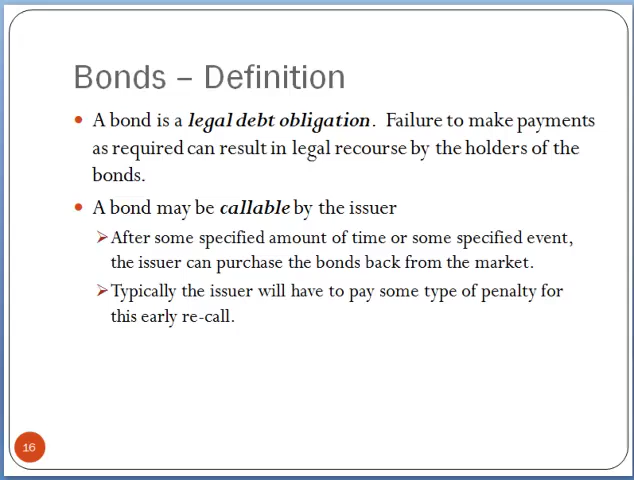 Bonds – Definition
• A bond is a legal debt obligation. Failure to make payments
as required can result in legal recourse by the holders of the
bonds.
• A bond may be callable by the issuer
➢After some specified amount of time or some specified event,
the issuer can purchase the bonds back from the market.
➢Typically the issuer will have to pay some type of penalty for
this early re-call.
16